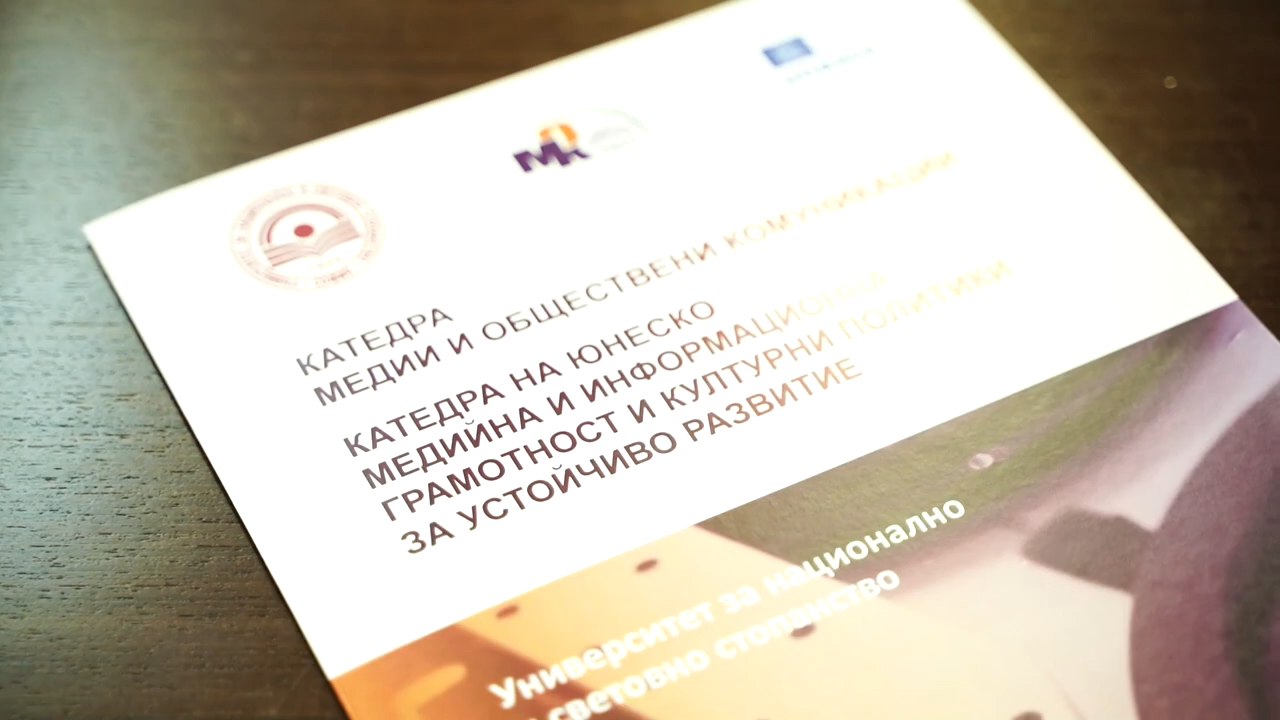 МО
КАТЕДРА
МЕДИИ И ОБЩЕСТВЕНИ КОМУНИКАЦИИ
КАТЕДРА НА ЮНЕСКО
МЕДИЙНА И ИНФОРМАЦИОННА
ГРАМОТНОСТ И КУЛТУРНИ ПОЛИТИКИ
ЗА УСТОЙЧИВО РАЗВИТИЕ
Университет за национално
и световно стопанство